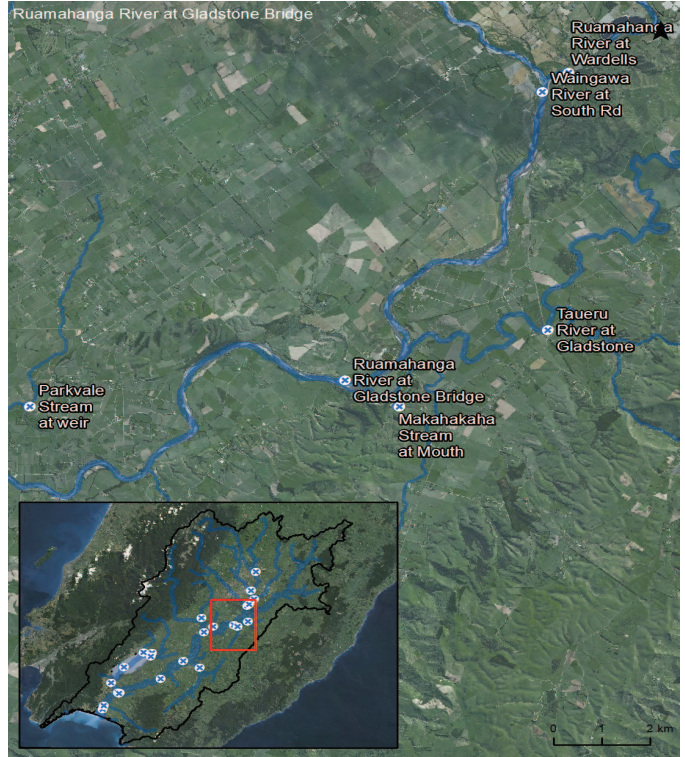 Ruamahanga River at Gladstone Bridge
Ruamahanga
River at
Wardells
Waingawa
River at
South Rd
Taueru
River at
Gladstone
Ruamahanga
River at
Gladstone Bridge
Parkvale
Stream
at weir
Makahakaha
Stream
at Mouth
0 1 2 km